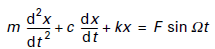 m d²x/dt² + c dx/dt + kx = F sin Ωt